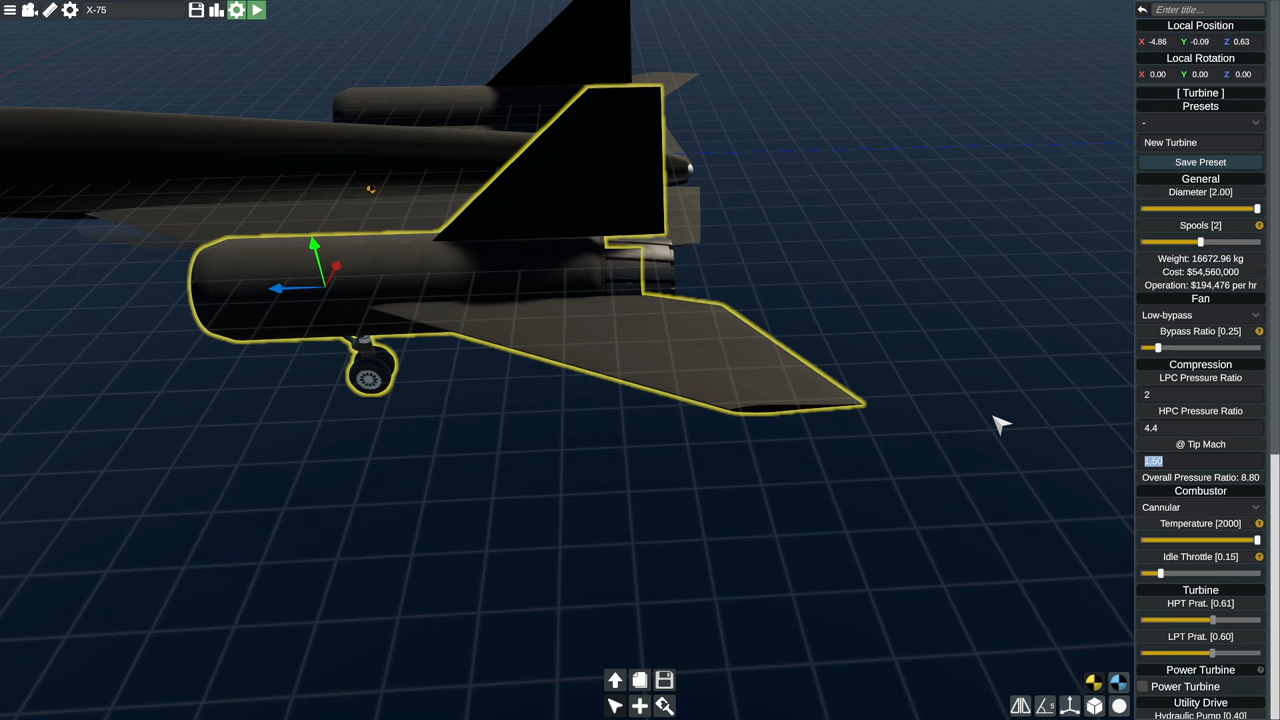 X-75
Enter title...
Local Position
X -4.86 Y -0.09 Z 0.63
Local Rotation
X 0.00 Y 0.00 Z 0.00
[ Turbine ]
Presets
-
New Turbine
Save Preset
General
Diameter [2.00]
Spools [2] ?
Weight: 16672.96 kg
Cost: $54,560,000
Operation: $194,476 per hr
Fan
Low-bypass
Bypass Ratio [0.25] ?
Compression
LPC Pressure Ratio
2
HPC Pressure Ratio
4.4
@ Tip Mach
1.50
Overall Pressure Ratio: 8.80
Combustor
Cannular
Temperature [2000] ?
Idle Throttle [0.15] ?
Turbine
HPT Prat. [0.61]
LPT Prat. [0.60]
Power Turbine ?
Power Turbine
Utility Drive
Hydraulic Pump [0.40]
5